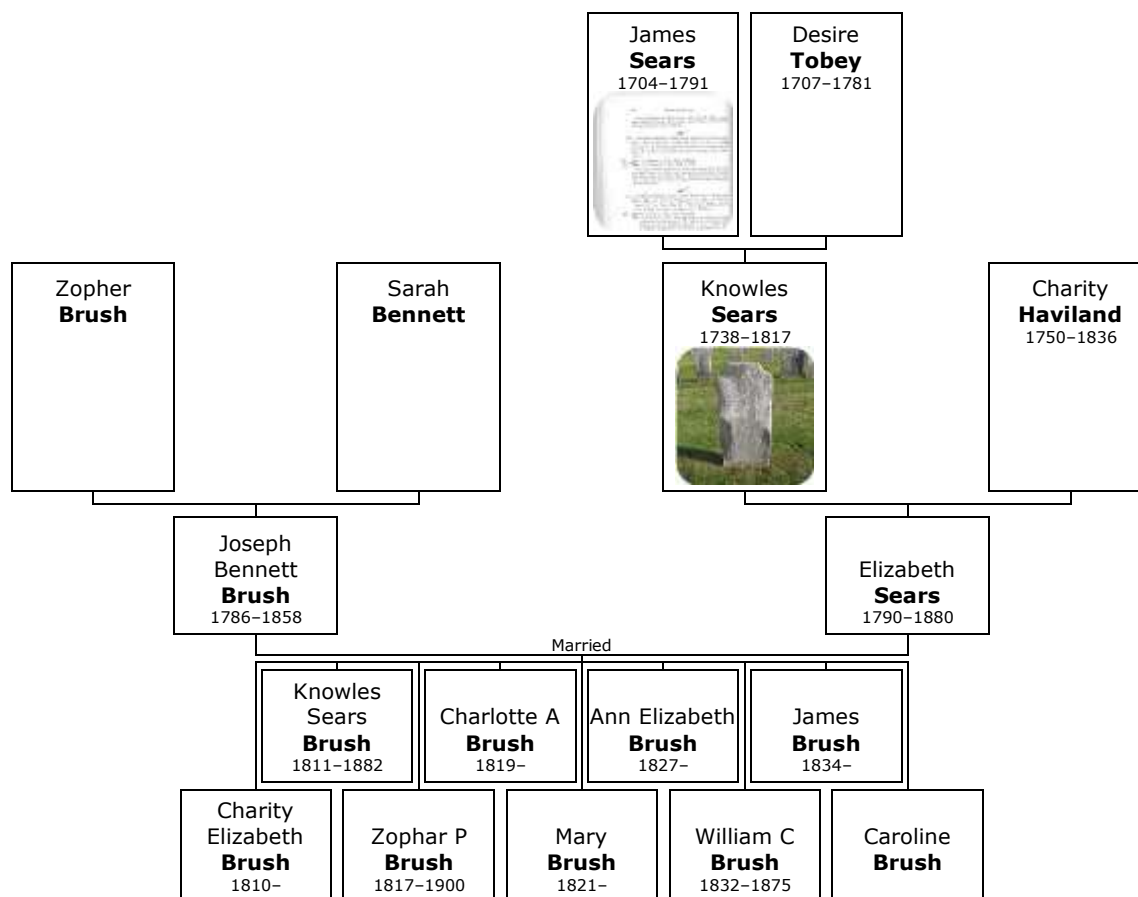 James
Sears
1704–1791
Desire
Tobey
1707–1781
Zopher
Brush
Sarah
Bennett
Knowles
Sears
1738–1817
Charity
Haviland
1750–1836
Joseph
Bennett
Brush
1786–1858
Elizabeth
Sears
1790–1880
Married
Knowles
Sears
Brush
1811–1882
Charlotte A
Brush
1819–
Ann Elizabeth
Brush
1827–
James
Brush
1834–
Charity
Elizabeth
Brush
1810–
Zophar P
Brush
1817–1900
Mary
Brush
1821–
William C
Brush
1832–1875
Caroline
Brush